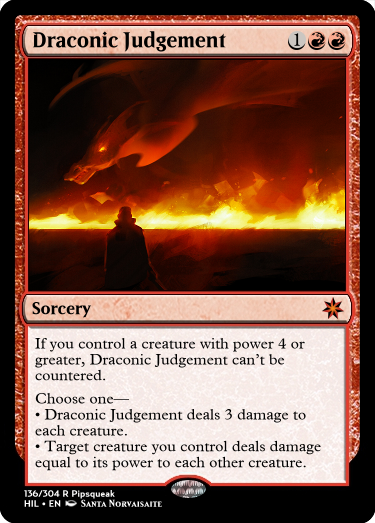 Draconic Judgement 1
Sorcery
If you control a creature with power 4 or
greater, Draconic Judgement can't be
countered.
Choose one—
• Draconic Judgement deals 3 damage to
each creature.
• Target creature you control deals damage
equal to its power to each other creature.
136/304 R Pipsqueak
HIL • EN Santa Norvaisaite